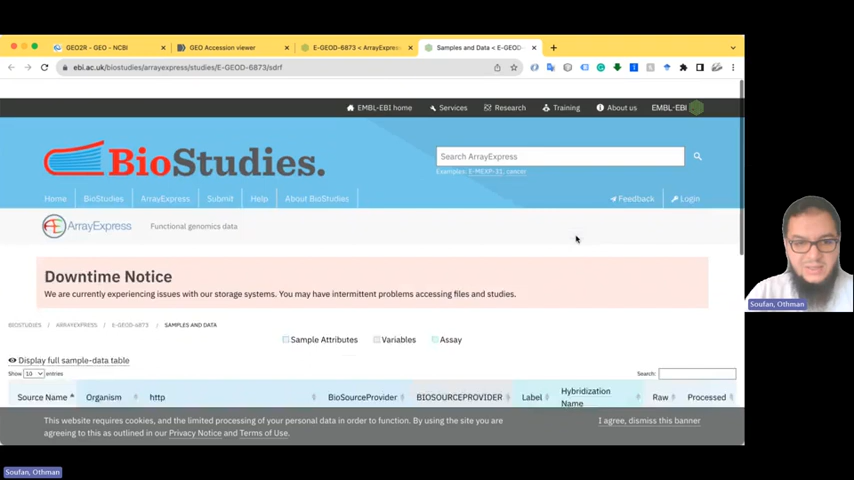 GEO2R - GEO - NCBI
GEO Accession viewer
E-GEOD-6873 < ArrayExpress
Samples and Data < E-GEOD-
ebi.ac.uk/biostudies/arrayexpress/studies/E-GEOD-6873/sdrf
EMBL-EBI home Services Research Training About us EMBL-EBI
BioStudies.
Search ArrayExpress
Examples: E-MEXP-31, cancer
Home BioStudies ArrayExpress Submit Help About BioStudies Feedback Login
ArrayExpress Functional genomics data
Downtime Notice
We are currently experiencing issues with our storage systems. You may have intermittent problems accessing files and studies.
BIOSTUDIES / ARRAYEXPRESS / E-GEOD-6873 / SAMPLES AND DATA
Sample Attributes Variables Assay
Display full sample-data table
Show 10 entries Search:
Source Name Organism http BioSourceProvider BIOSOURCEPROVIDER Label Hybridization Name Raw Processed
This website requires cookies, and the limited processing of your personal data in order to function. By using the site you are
agreeing to this as outlined in our Privacy Notice and Terms of Use.
I agree, dismiss this banner
Soufan, Othman
Soufan, Othman